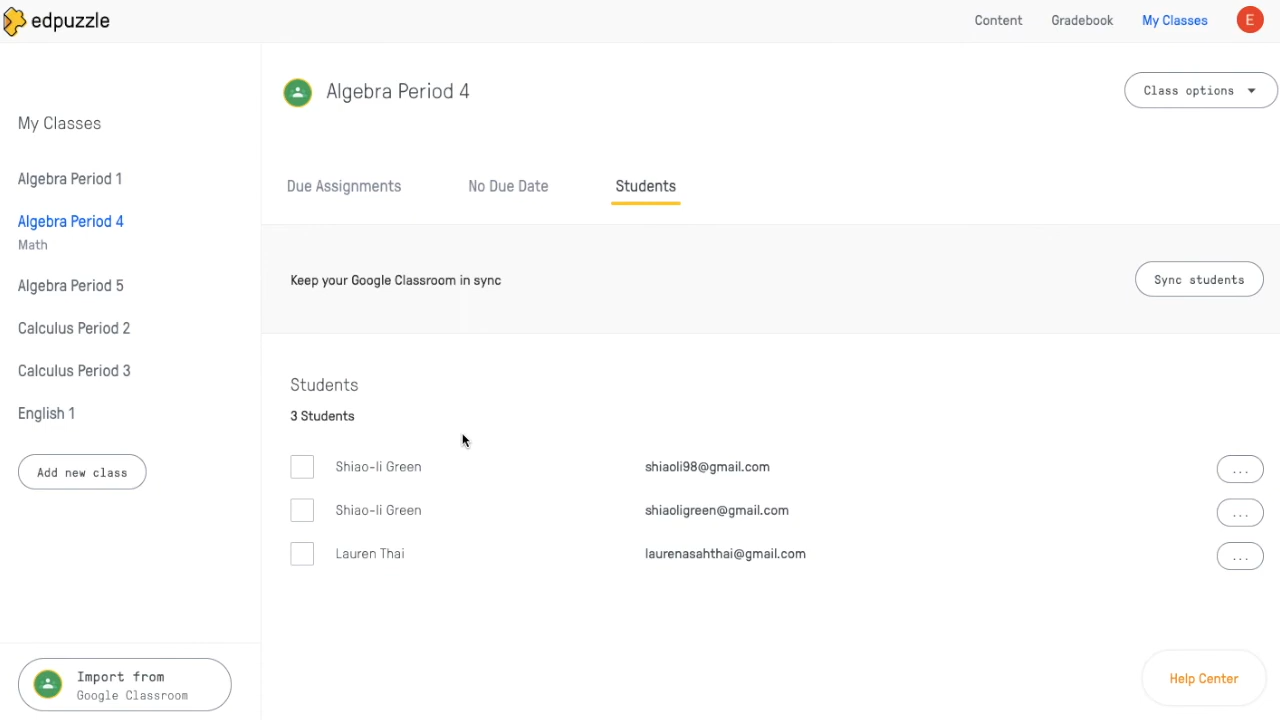 edpuzzle
Content
Gradebook
My Classes
E
My Classes
Algebra Period 1
Algebra Period 4
Math
Algebra Period 5
Calculus Period 2
Calculus Period 3
English 1
Add new class
Import from
Google Classroom
Algebra Period 4
Class options
Due Assignments
No Due Date
Students
Keep your Google Classroom in sync
Sync students
Students
3 Students
Shiao-li Green shiaoli98@gmail.com ...
Shiao-li Green shiaoligreen@gmail.com ...
Lauren Thai laurenasahthai@gmail.com ...
Help Center